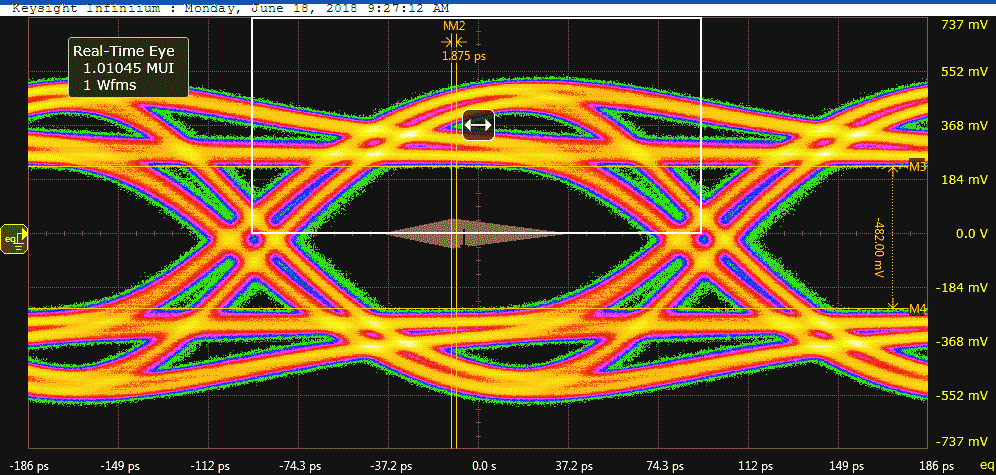 Keysight Infiniium : Monday, June 18, 2018 9:27:12 AM
NM2
1.875 ps
Real-Time Eye
1.01045 MUI
1 Wfms
737 mV
552 mV
368 mV
M3
184 mV
eq
0.0 V
-482.00 mV
-184 mV
M4
-368 mV
-552 mV
-737 mV
-186 ps -149 ps -112 ps -74.3 ps -37.2 ps 0.0 s 37.2 ps 74.3 ps 112 ps 149 ps 186 ps eq